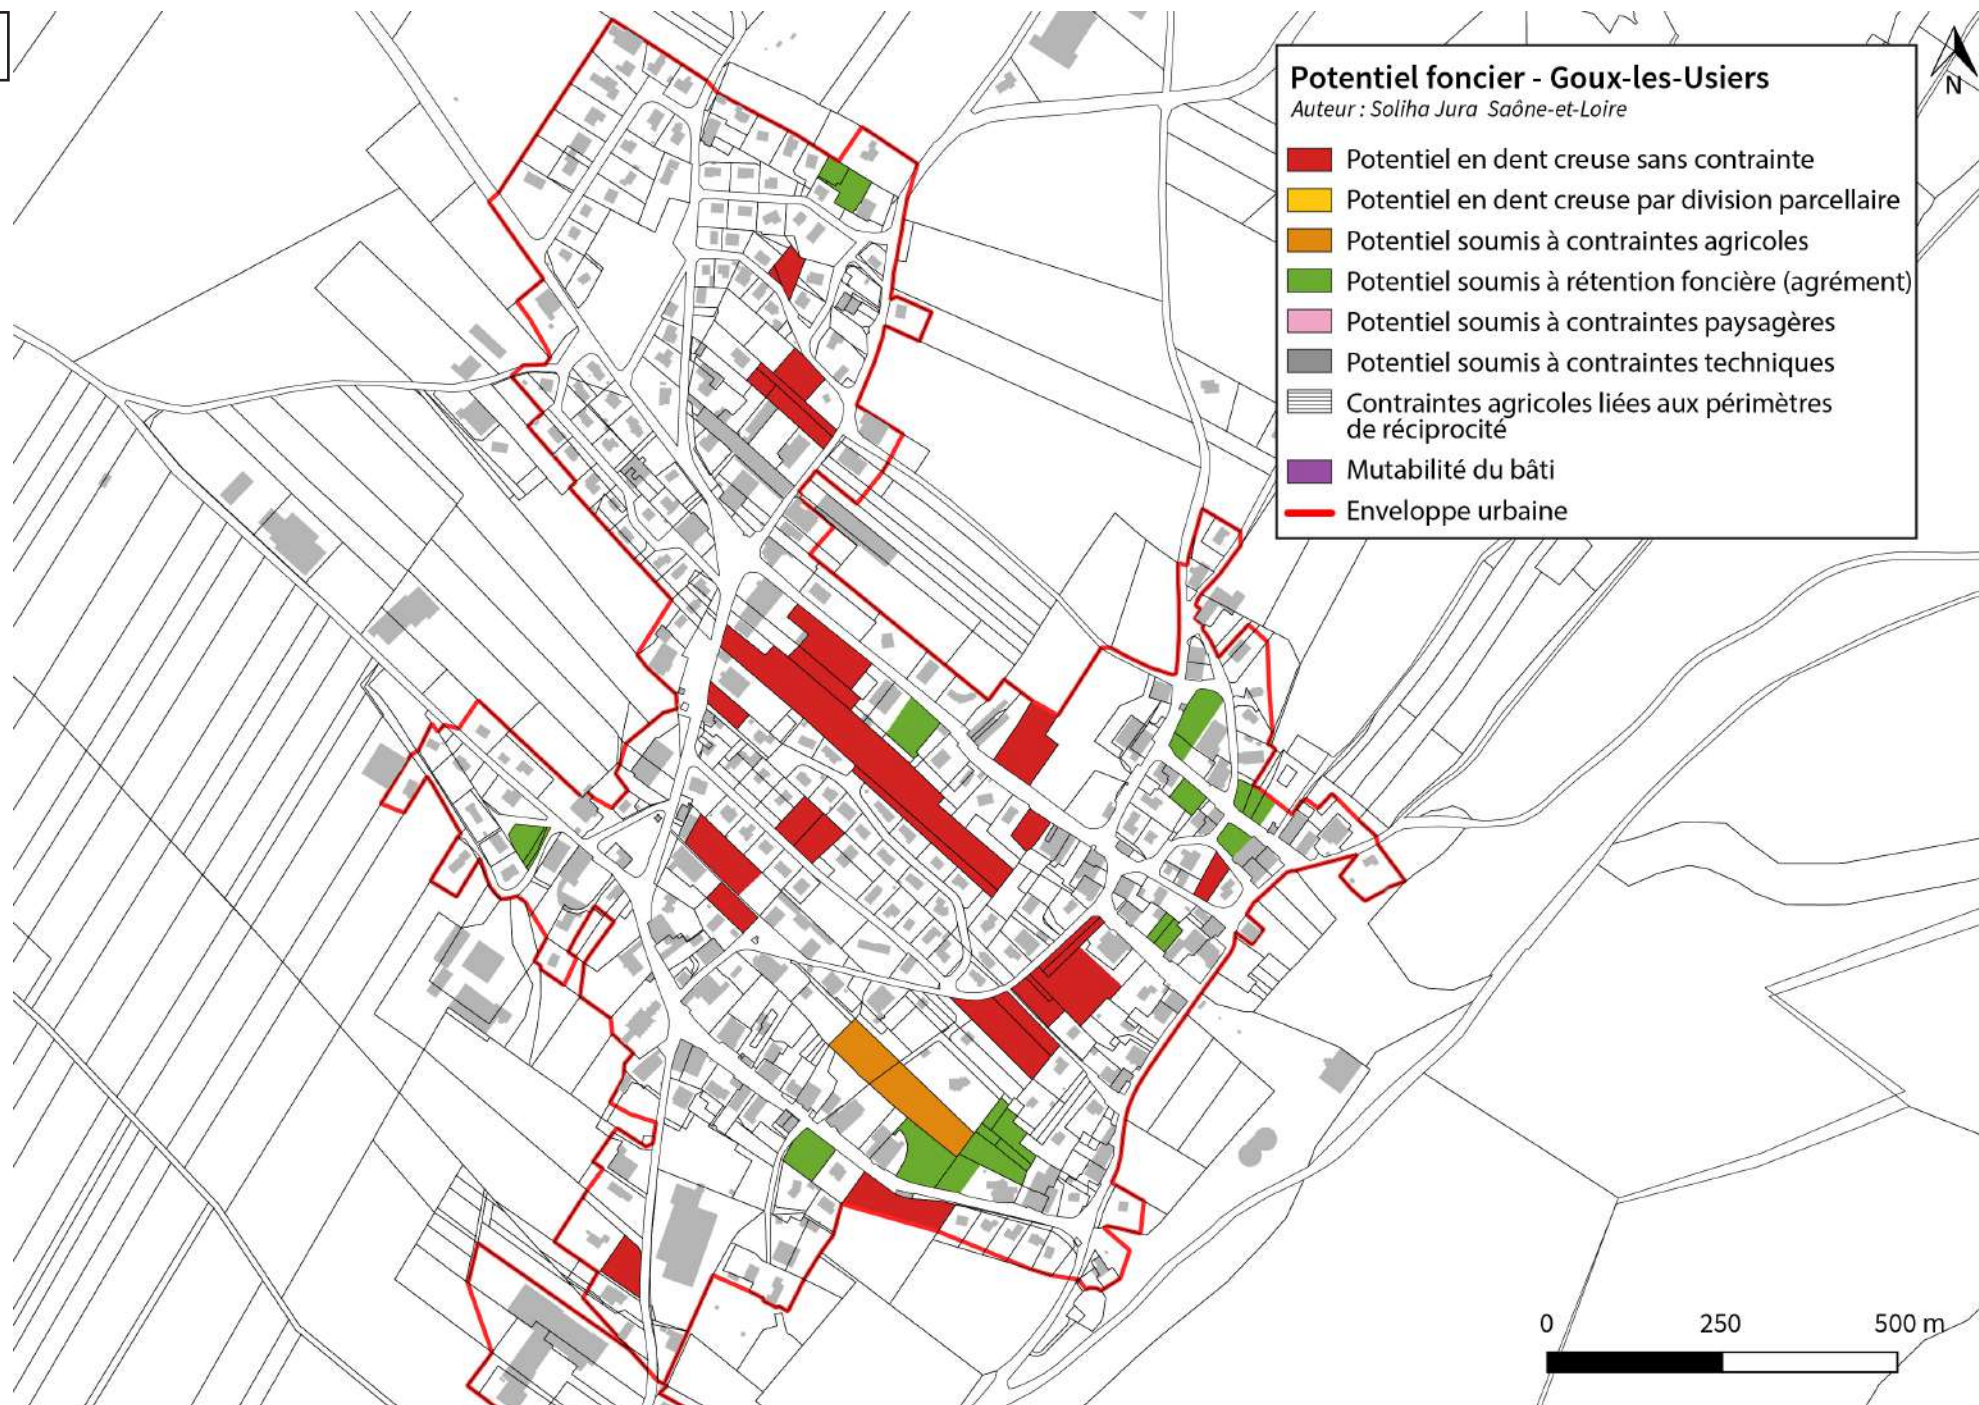 Potentiel foncier - Goux-les-Usiers
Auteur : Soliha Jura Saône-et-Loire
N
Potentiel en dent creuse sans contrainte
Potentiel en dent creuse par division parcellaire
Potentiel soumis à contraintes agricoles
Potentiel soumis à rétention foncière (agrément)
Potentiel soumis à contraintes paysagères
Potentiel soumis à contraintes techniques
Contraintes agricoles liées aux périmètres
de réciprocité
Mutabilité du bâti
Enveloppe urbaine
0 250 500 m